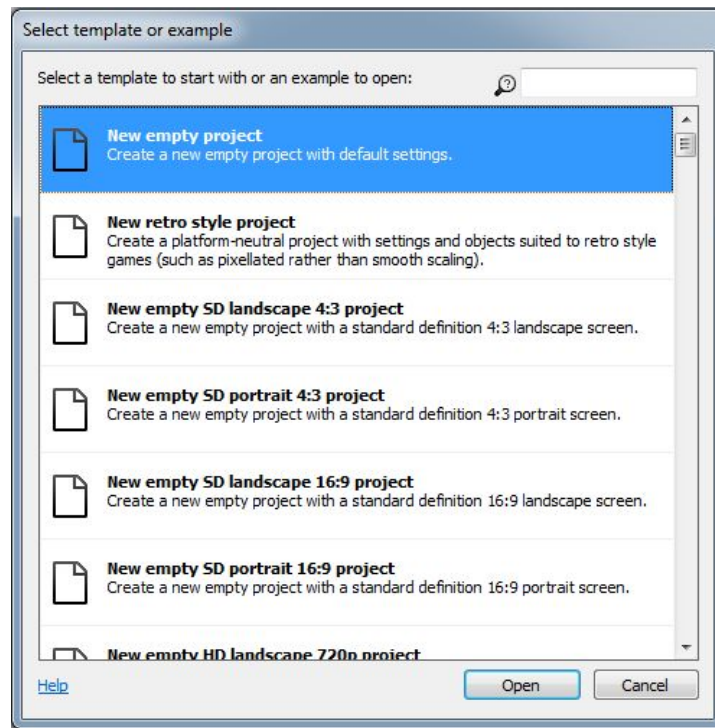 Select template or example
Select a template to start with or an example to open:
New empty project
Create a new empty project with default settings.
New retro style project
Create a platform-neutral project with settings and objects suited to retro style
games (such as pixellated rather than smooth scaling).
New empty SD landscape 4:3 project
Create a new empty project with a standard definition 4:3 landscape screen.
New empty SD portrait 4:3 project
Create a new empty project with a standard definition 4:3 portrait screen.
New empty SD landscape 16:9 project
Create a new empty project with a standard definition 16:9 landscape screen.
New empty SD portrait 16:9 project
Create a new empty project with a standard definition 16:9 portrait screen.
New empty HD landscape 720p project
Help
Open
Cancel